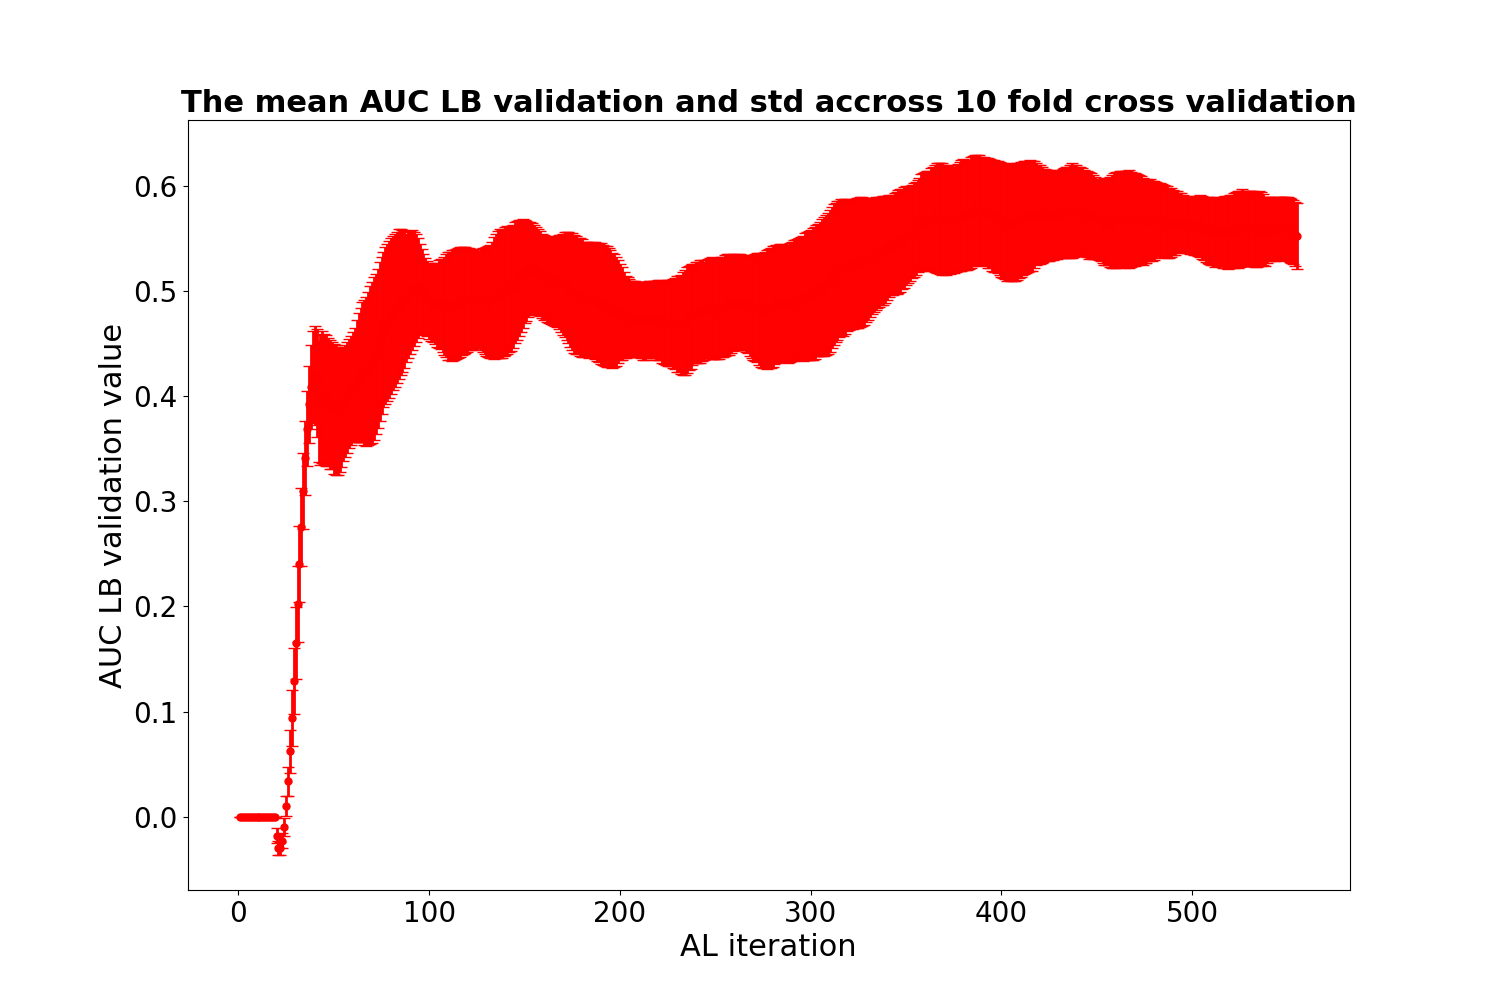 The mean AUC LB validation and std accross 10 fold cross validation
AUC LB validation value
0.6
0.5
0.4
0.3
0.2
0.1
0.0
0 100 200 300 400 500
AL iteration